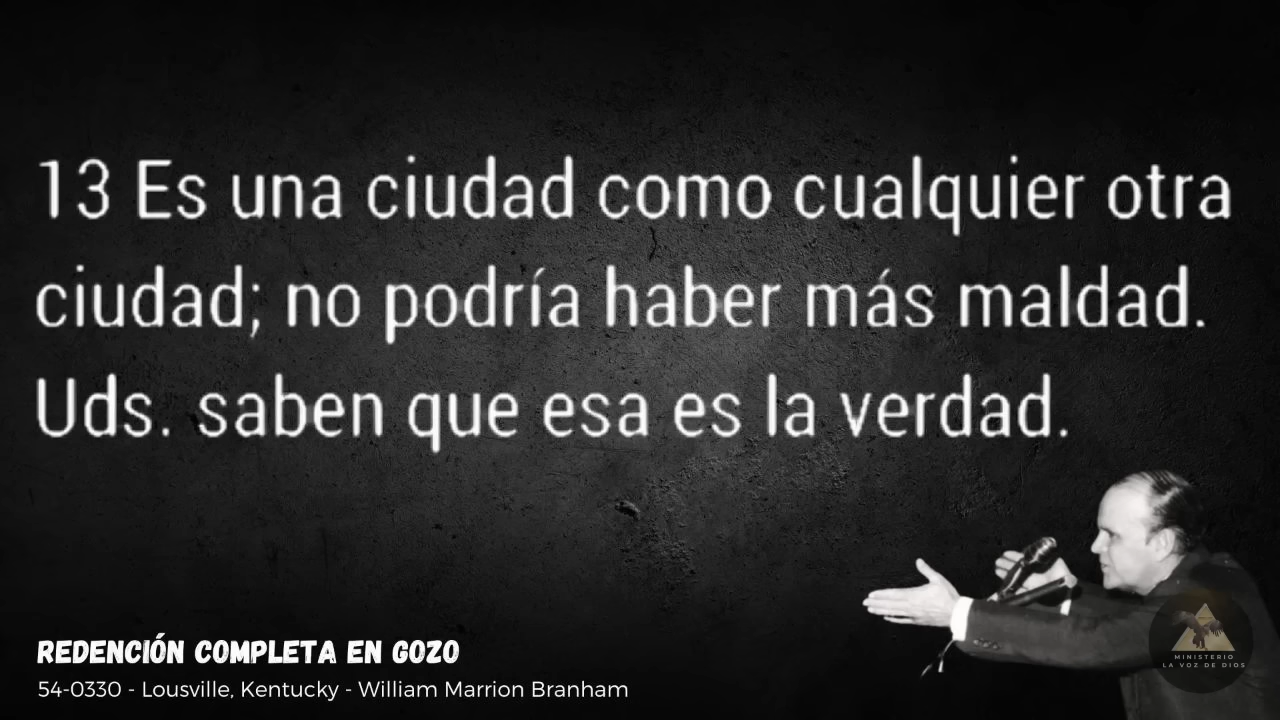 13 Es una ciudad como cualquier otra
ciudad; no podría haber más maldad.
Uds. saben que esa es la verdad.
REDENCIÓN COMPLETA EN GOZO
54-0330 - Lousville, Kentucky - William Marrion Branham
MINISTERIO
LA VOZ DE DIOS